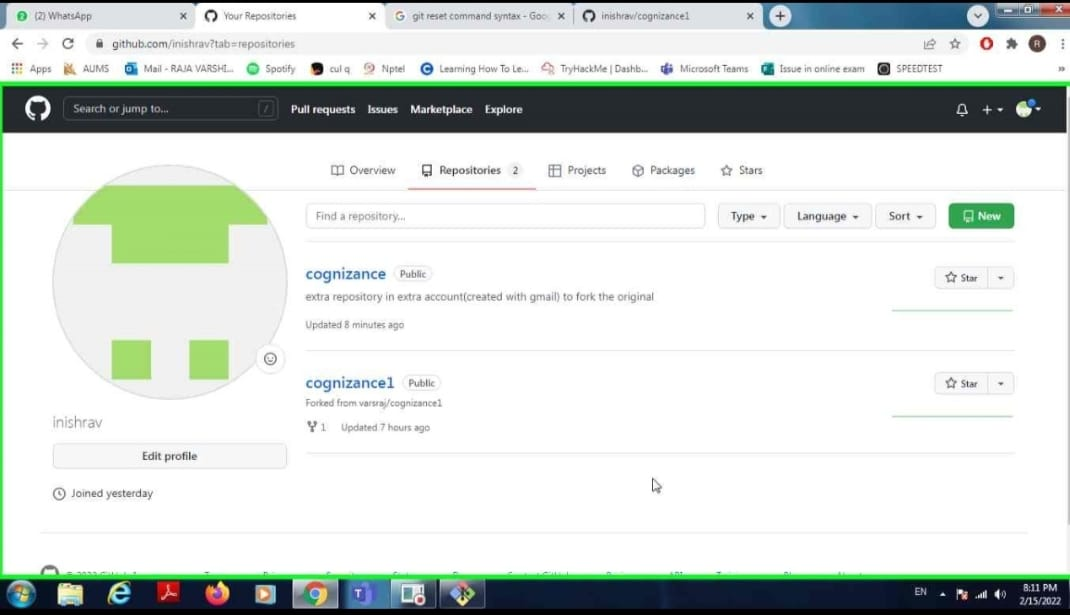 (2) WhatsApp
Your Repositories
git reset command syntax - Goo
inishrav/cognizance1
github.com/inishrav?tab=repositories
R
Apps AUMS Mail - RAJA VARSHI... Spotify cul q Nptel Learning How To Le... TryHackMe | Dashb... Microsoft Teams Issue in online exam SPEEDTEST »
Search or jump to... / Pull requests Issues Marketplace Explore
Overview Repositories 2 Projects Packages Stars
Find a repository... Type Language Sort New
cognizance Public Star
extra repository in extra account(created with gmail) to fork the original
Updated 8 minutes ago
cognizance1 Public Star
Forked from varsraj/cognizance1
1 Updated 7 hours ago
inishrav
Edit profile
Joined yesterday
EN 8:11 PM
2/15/2022